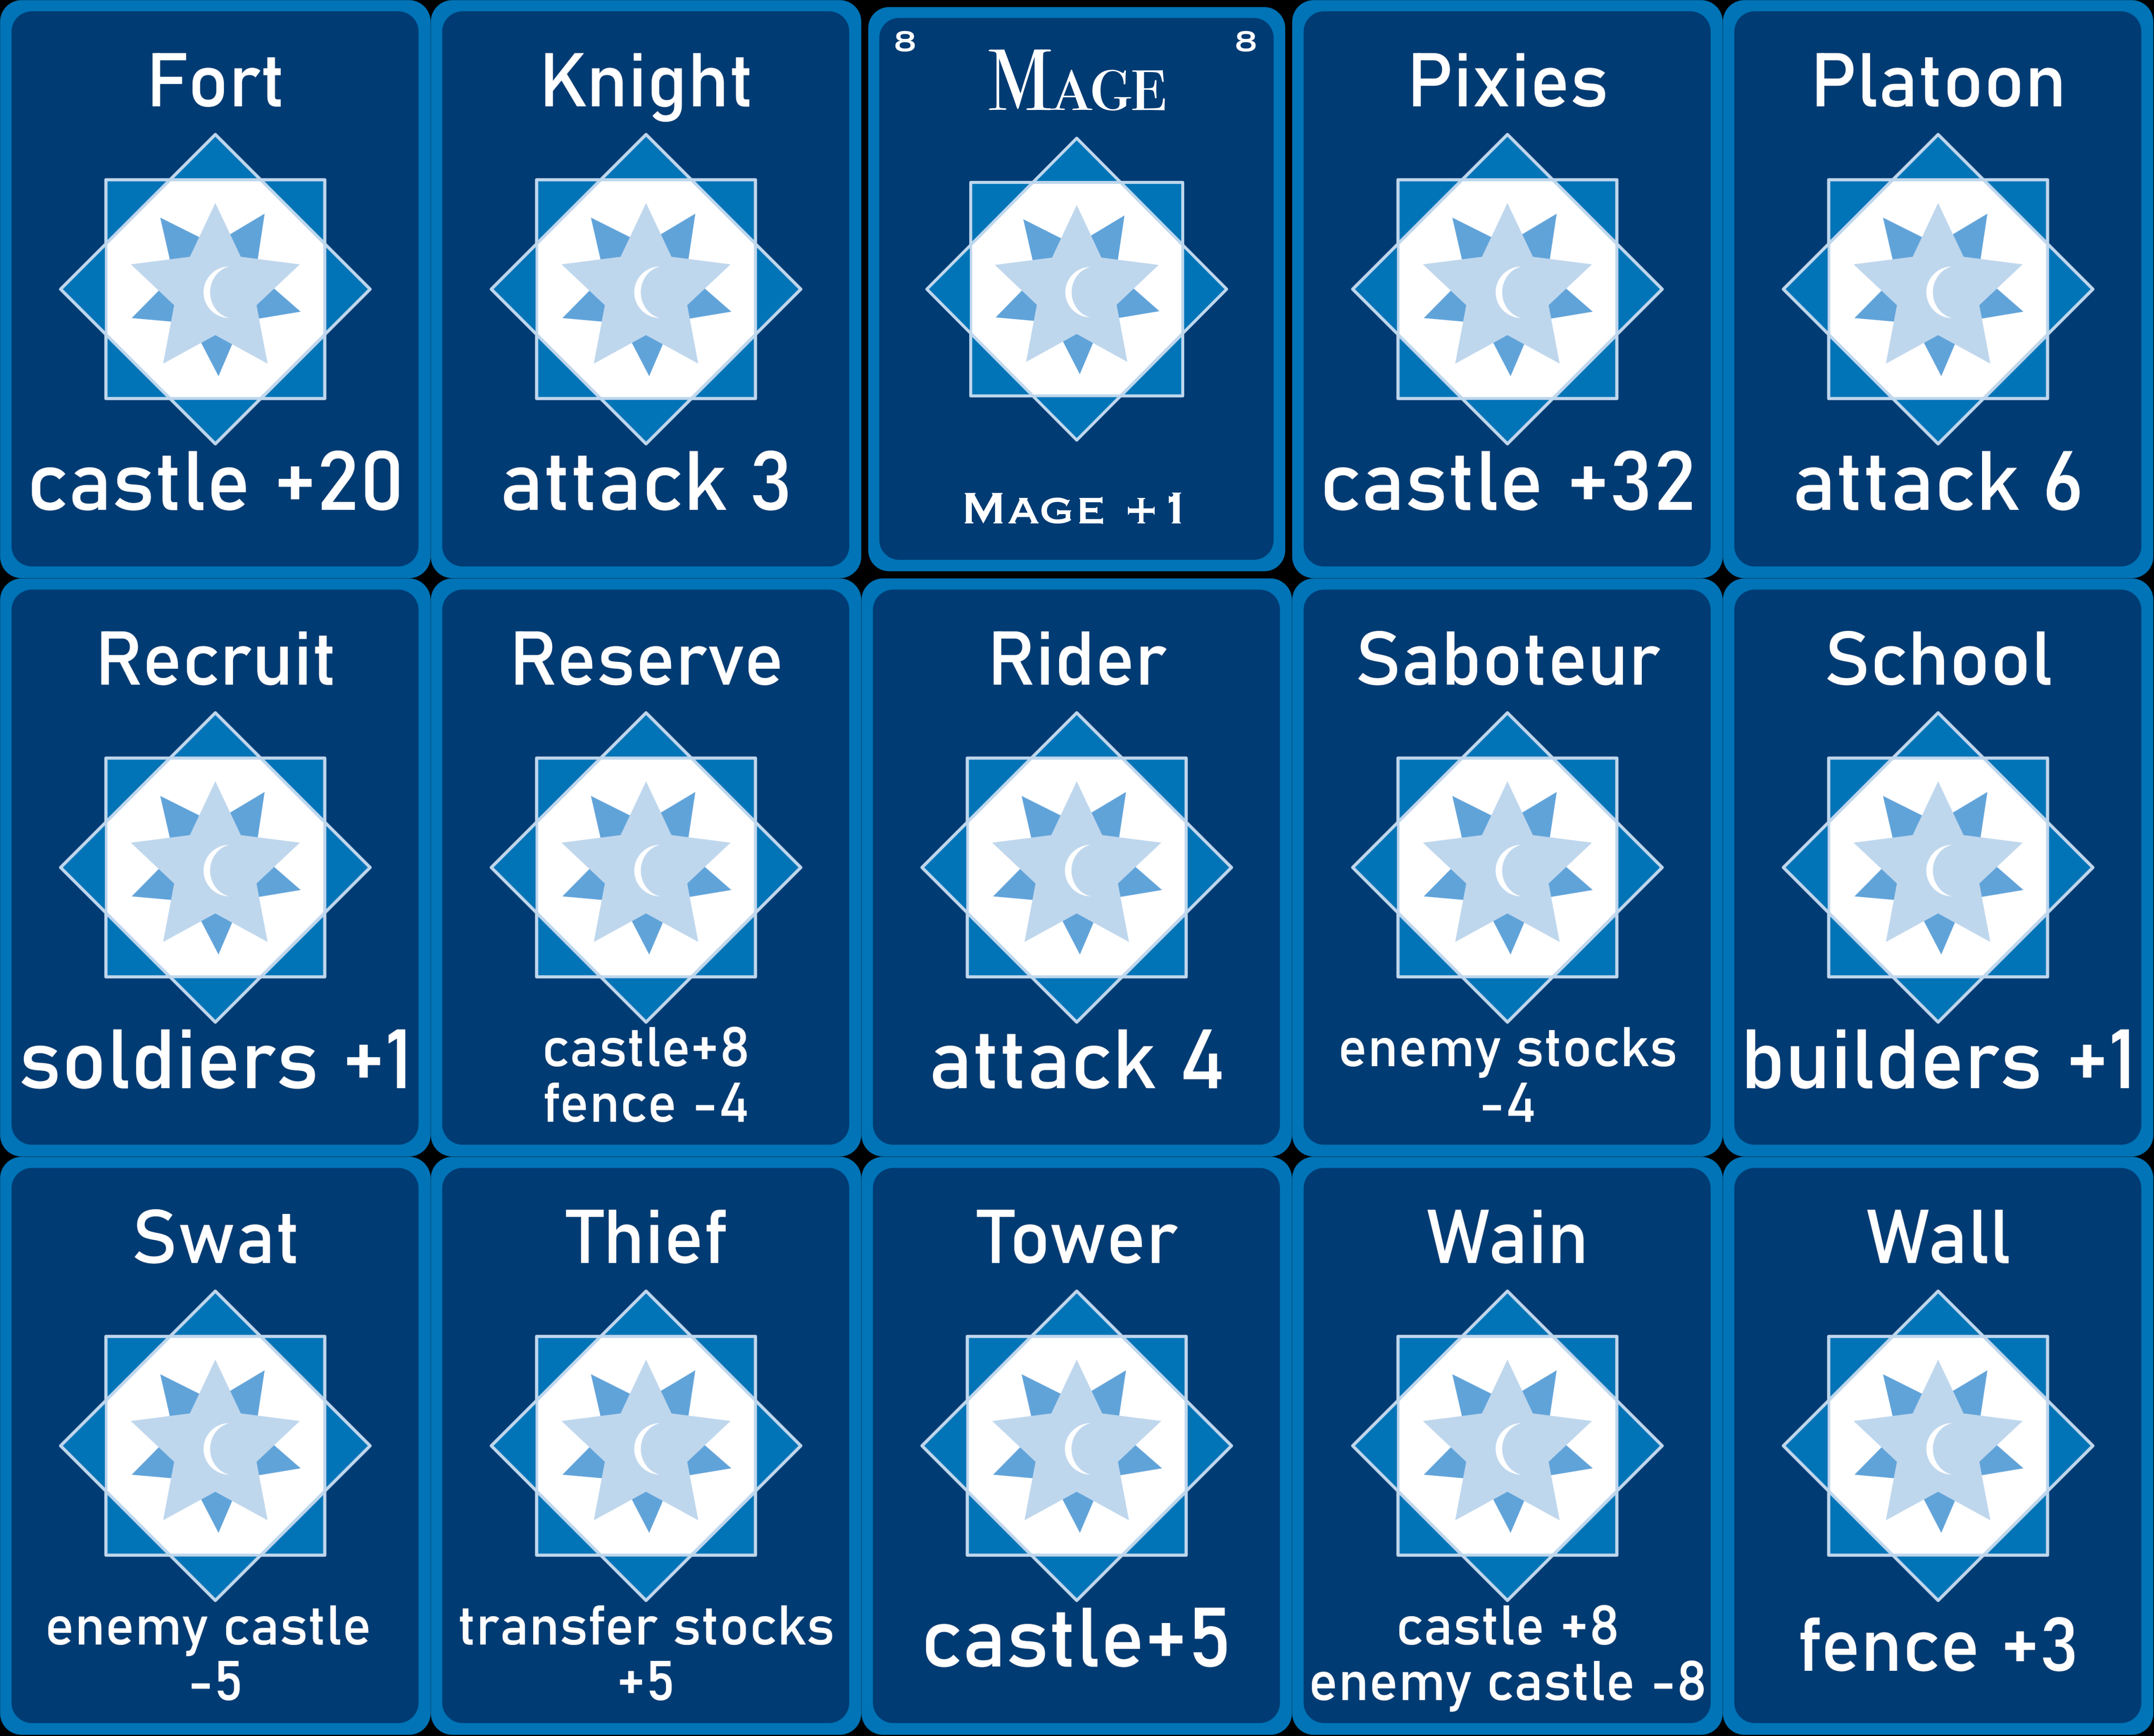 Fort
castle +20
Knight
attack 3
8 8
MAGE
MAGE +1
Pixies
castle +32
Platoon
attack 6
Recruit
soldiers +1
Reserve
castle+8
fence -4
Rider
attack 4
Saboteur
enemy stocks
-4
School
builders +1
Swat
enemy castle
-5
Thief
transfer stocks
+5
Tower
castle+5
Wain
castle +8
enemy castle -8
Wall
fence +3